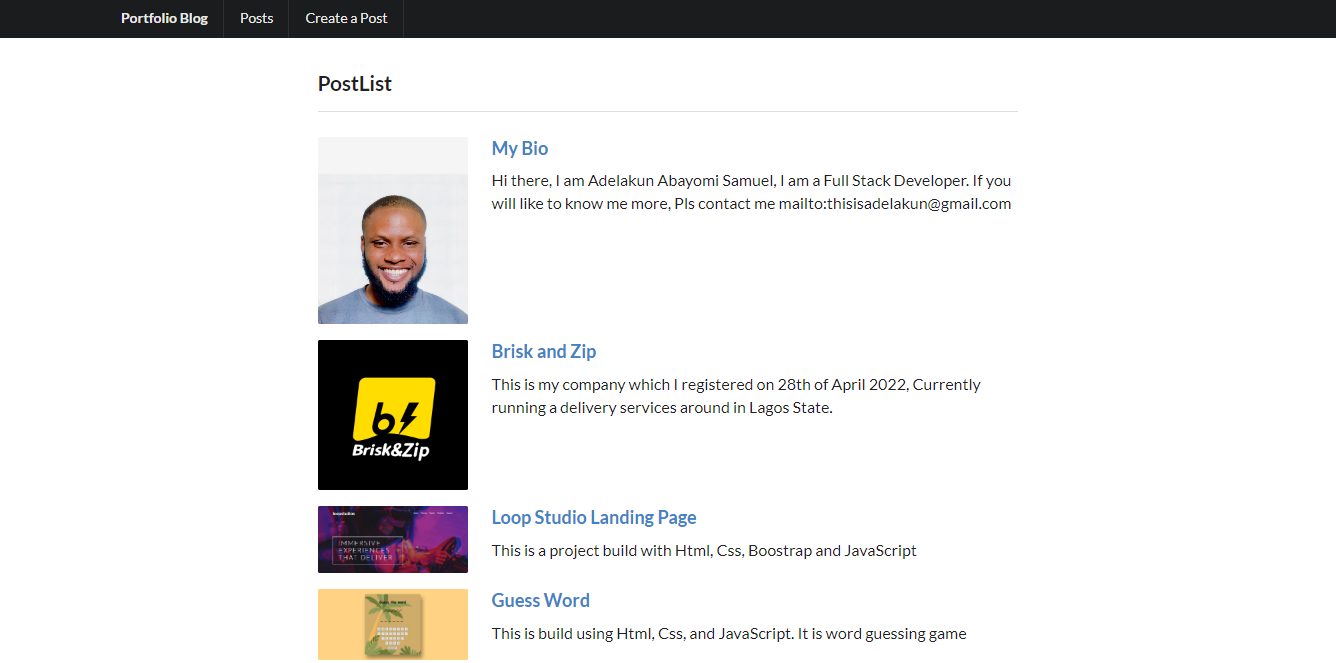 Portfolio Blog
Posts
Create a Post
PostList
My Bio
Hi there, I am Adelakun Abayomi Samuel, I am a Full Stack Developer. If you
will like to know me more, Pls contact me mailto:thisisadelakun@gmail.com
Brisk and Zip
This is my company which I registered on 28th of April 2022, Currently
running a delivery services around in Lagos State.
b
Brisk&Zip
Loop Studio Landing Page
This is a project build with Html, Css, Boostrap and JavaScript
IMMERSIVE
EXPERIENCES
THAT DELIVER
Guess Word
This is build using Html, Css, and JavaScript. It is word guessing game